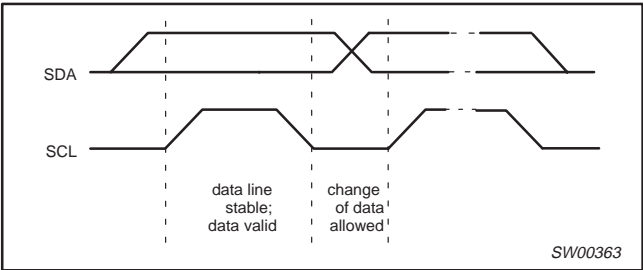 SDA
SCL
data line
stable;
data valid
change
of data
allowed
SW00363